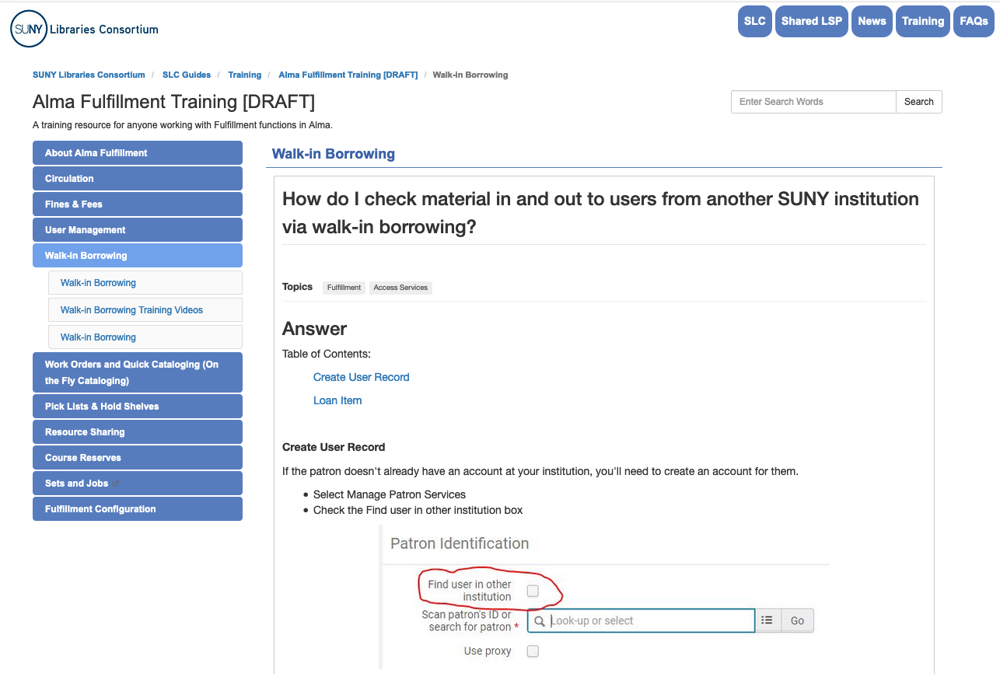 SUNY Libraries Consortium
SLC
Shared LSP
News
Training
FAQs
SUNY Libraries Consortium / SLC Guides / Training / Alma Fulfillment Training [DRAFT] / Walk-in Borrowing
Alma Fulfillment Training [DRAFT]
Enter Search Words
Search
A training resource for anyone working with Fulfillment functions in Alma.
About Alma Fulfillment
Circulation
Fines & Fees
User Management
Walk-in Borrowing
Walk-in Borrowing
Walk-in Borrowing Training Videos
Walk-in Borrowing
Work Orders and Quick Cataloging (On
the Fly Cataloging)
Pick Lists & Hold Shelves
Resource Sharing
Course Reserves
Sets and Jobs
Fulfillment Configuration
Walk-in Borrowing
How do I check material in and out to users from another SUNY institution
via walk-in borrowing?
Topics Fulfillment Access Services
Answer
Table of Contents:
Create User Record
Loan Item
Create User Record
If the patron doesn't already have an account at your institution, you'll need to create an account for them.
• Select Manage Patron Services
• Check the Find user in other institution box
Patron Identification
Find user in other
institution
Scan patron's ID or
search for patron *
Look-up or select
Go
Use proxy